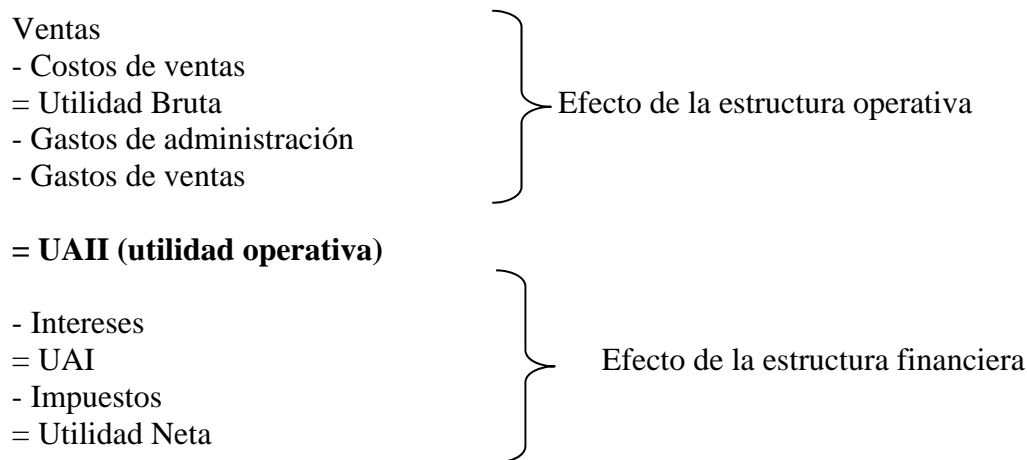 Ventas
- Costos de ventas
= Utilidad Bruta
Efecto de la estructura operativa
- Gastos de administración
- Gastos de ventas
= UAII (utilidad operativa)
- Intereses
= UAI
Efecto de la estructura financiera
- Impuestos
= Utilidad Neta